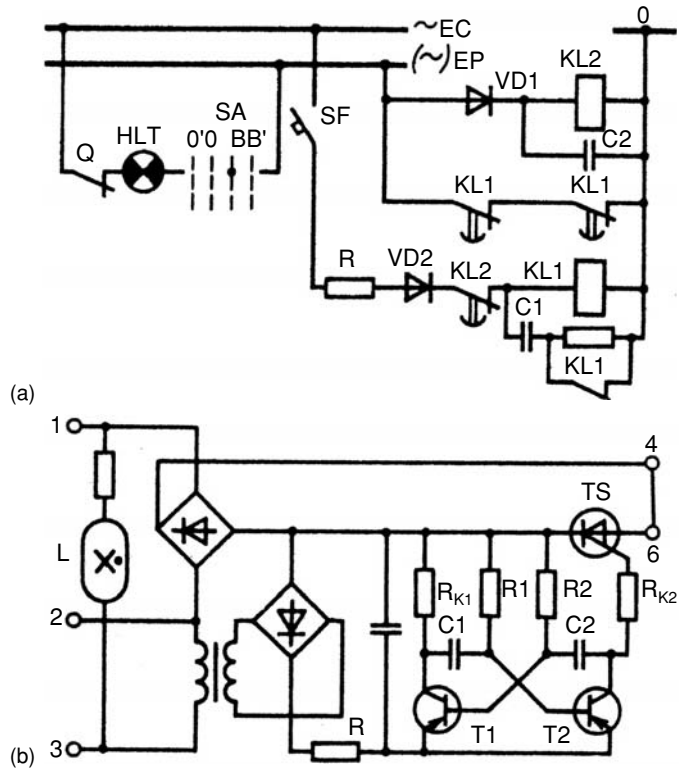 ~EC
0
(~)EP
KL2
VD1
SA
SF
HLT
0'0
BB'
Q
C2
KL1
KL1
R
VD2
KL2
KL1
C1
KL1
(a)
1
4
TS
L
6
R_K1
R1
R2
R_K2
C1
C2
2
R
T1
T2
3
(b)